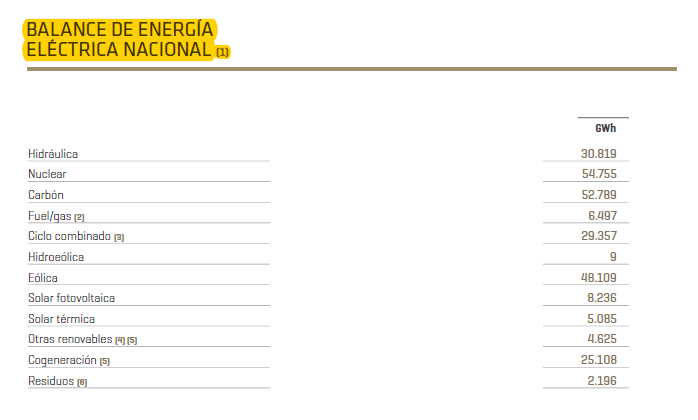 BALANCE DE ENERGÍA
ELÉCTRICA NACIONAL (1)
GWh
Hidráulica 30.819
Nuclear 54.755
Carbón 52.789
Fuel/gas (2) 6.497
Ciclo combinado (3) 29.357
Hidroeólica 9
Eólica 48.109
Solar fotovoltaica 8.236
Solar térmica 5.085
Otras renovables (4) (5) 4.625
Cogeneración (5) 25.108
Residuos (6) 2.196